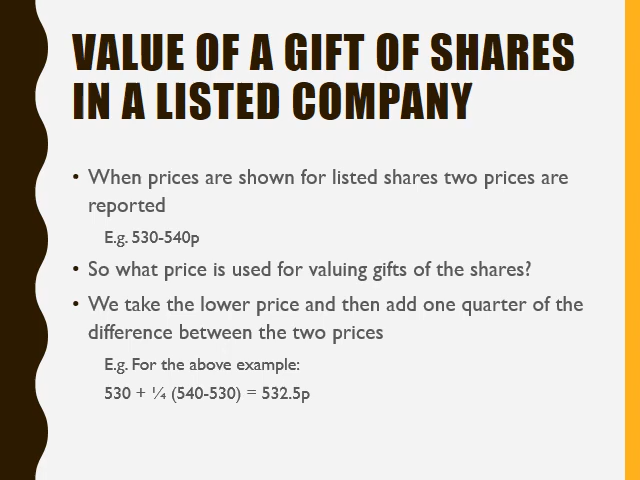 VALUE OF A GIFT OF SHARES
IN A LISTED COMPANY
• When prices are shown for listed shares two prices are
reported
E.g. 530-540p
• So what price is used for valuing gifts of the shares?
• We take the lower price and then add one quarter of the
difference between the two prices
E.g. For the above example:
530 + ¼ (540-530) = 532.5p